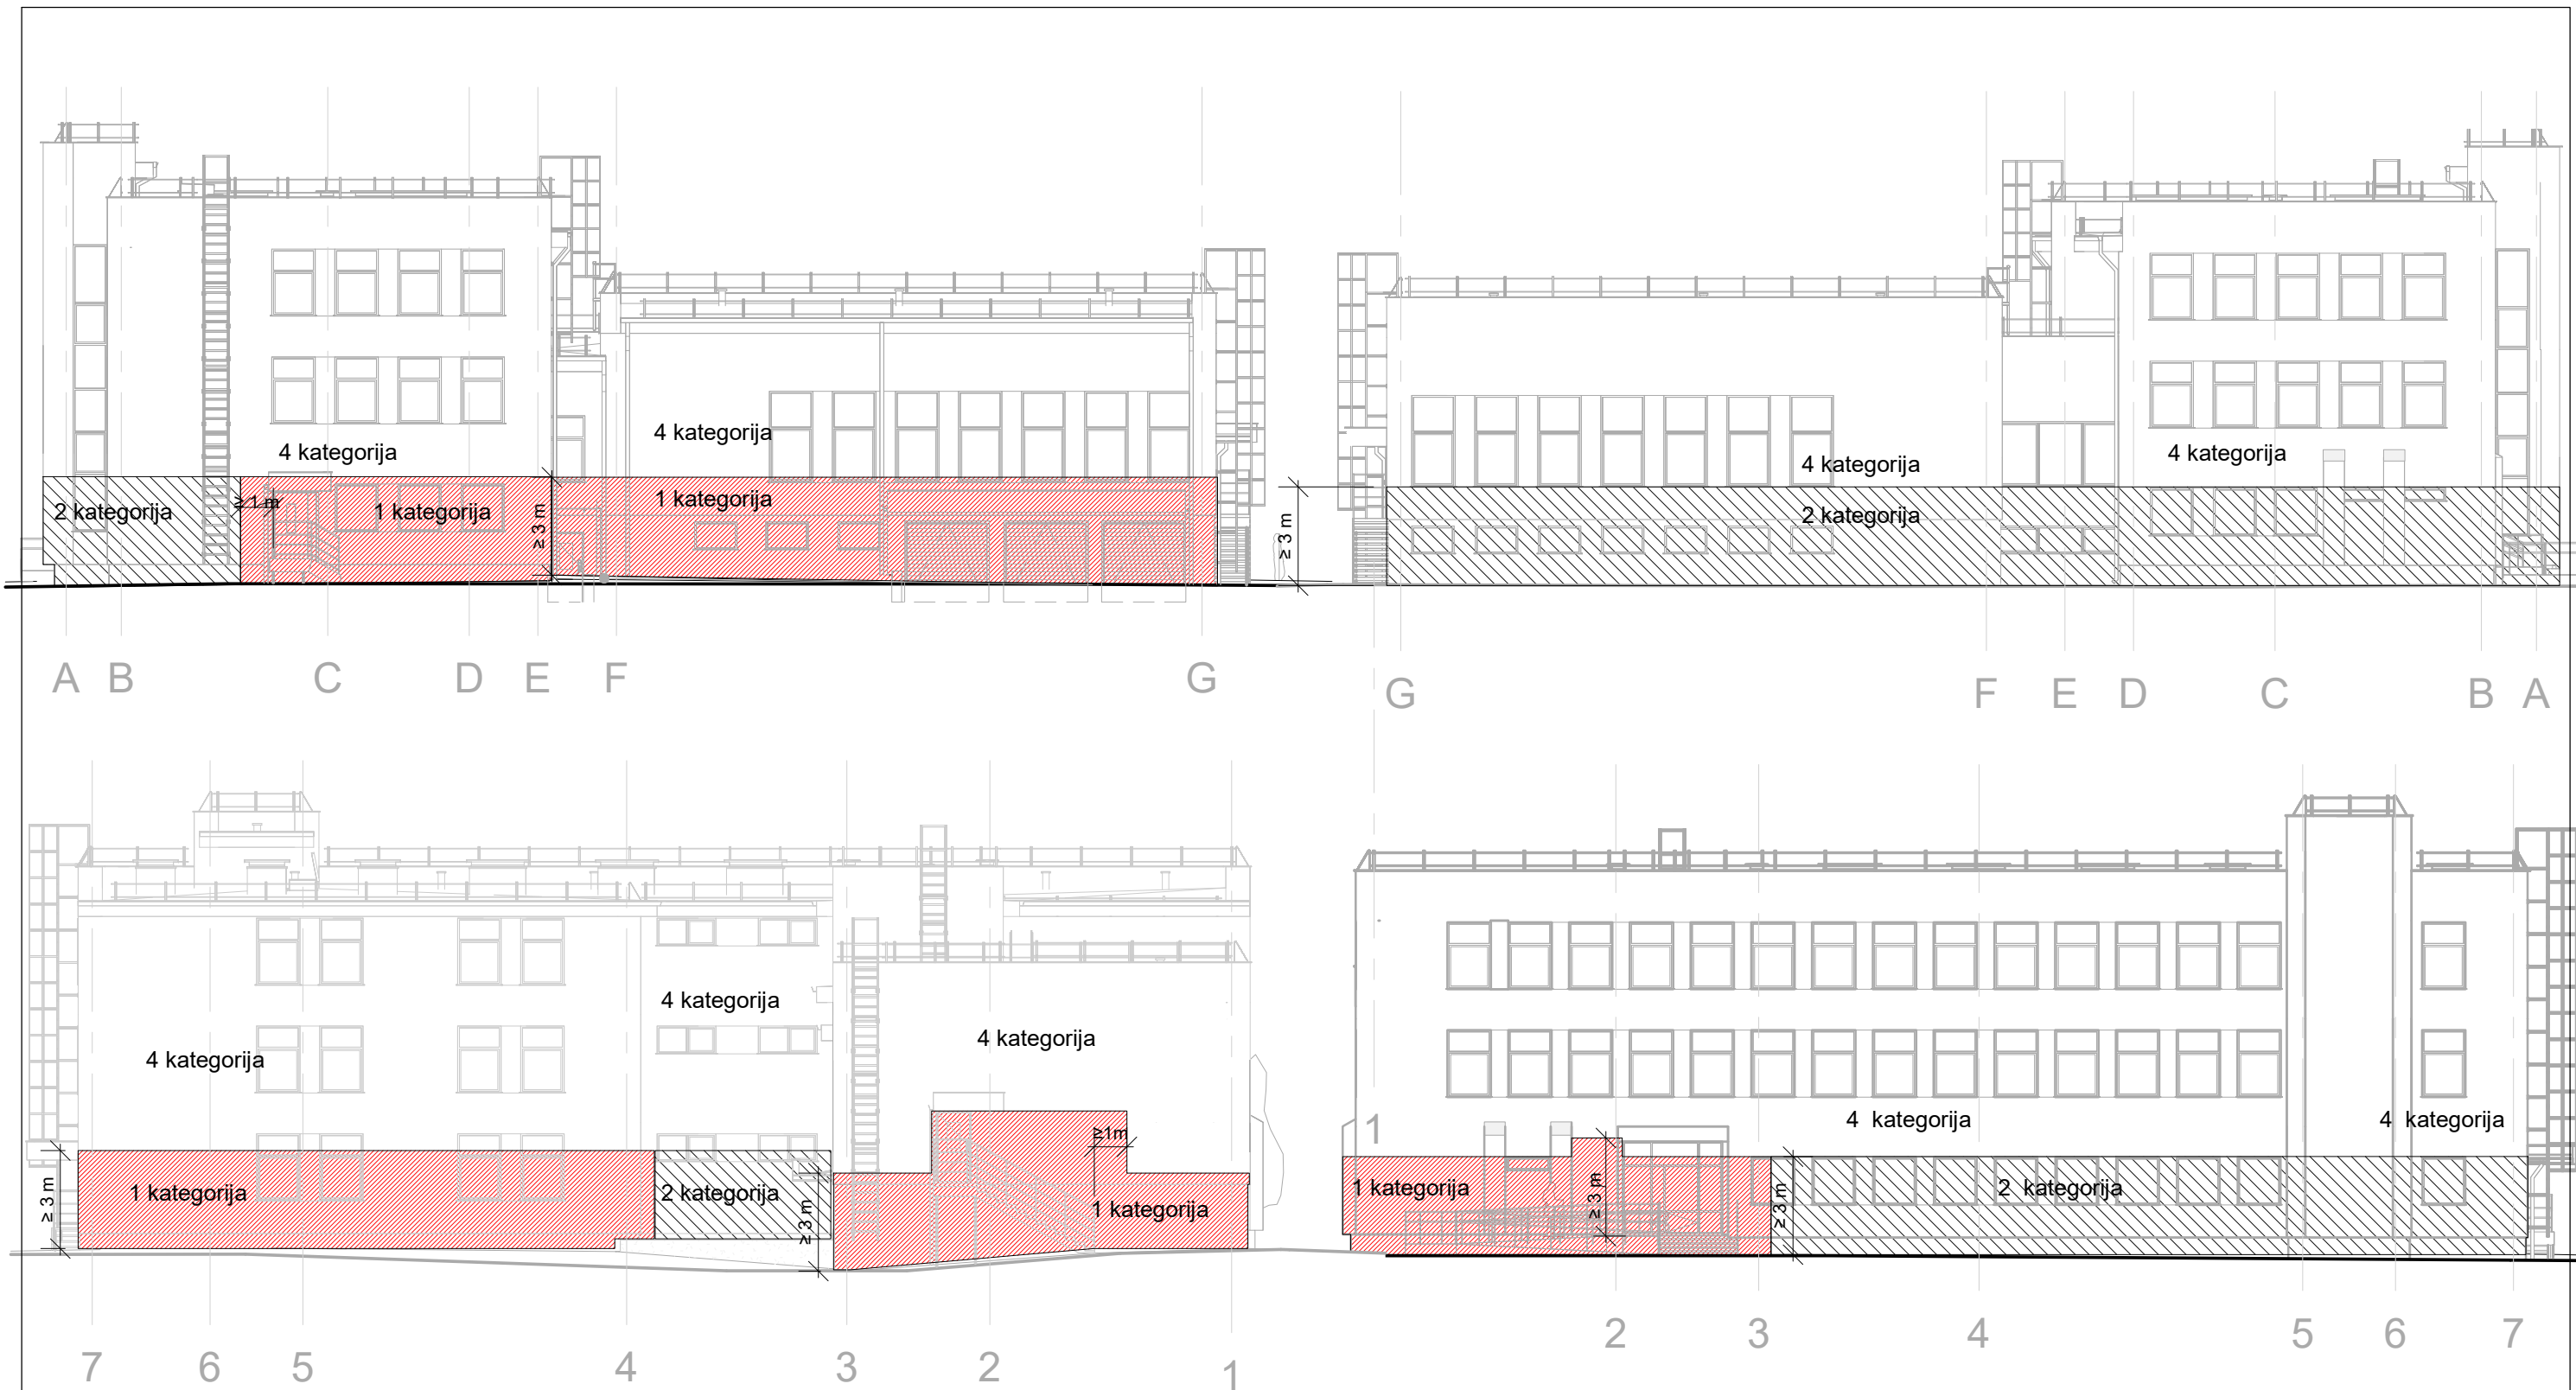 4 kategorija
4 kategorija
2 kategorija
≥ 1 m
1 kategorija
≥ 3 m
1 kategorija
≥ 3 m
4 kategorija
4 kategorija
2 kategorija
A B C D E F G
G F E D C B A
4 kategorija
4 kategorija
4 kategorija
≥ 3 m
1 kategorija
2 kategorija
≥ 3 m
≥1m
1 kategorija
7 6 5 4 3 2 1
1
4 kategorija
4 kategorija
1 kategorija
≥ 3 m
≥ 3 m
2 kategorija
2 3 4 5 6 7